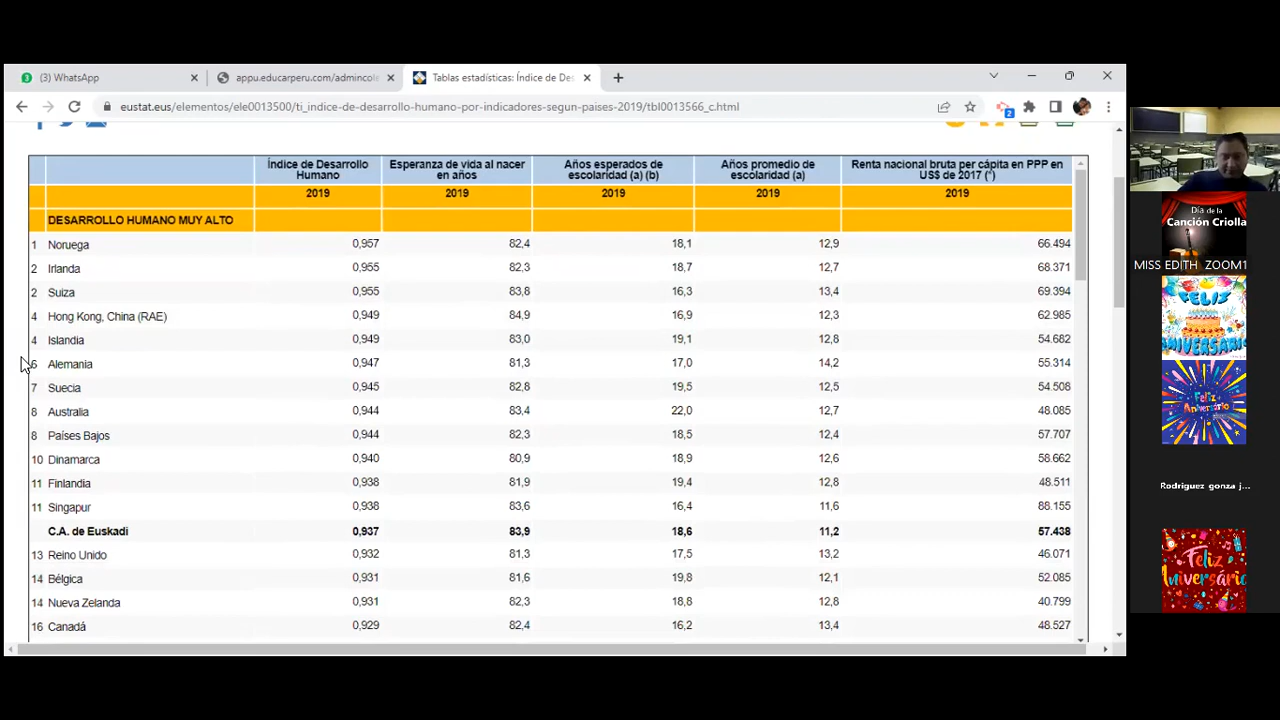 (3) WhatsApp
appu.educarperu.com/admincole
Tablas estadísticas: Índice de Des
eustat.eus/elementos/ele0013500/ti_indice-de-desarrollo-humano-por-indicadores-segun-paises-2019/tbl0013566_c.html
2
Índice de Desarrollo Humano Esperanza de vida al nacer en años Años esperados de escolaridad (a) (b) Años promedio de escolaridad (a) Renta nacional bruta per cápita en PPP en US$ de 2017 (*)
2019 2019 2019 2019 2019
DESARROLLO HUMANO MUY ALTO
1 Noruega 0,957 82,4 18,1 12,9 66.494
2 Irlanda 0,955 82,3 18,7 12,7 68.371
2 Suiza 0,955 83,8 16,3 13,4 69.394
4 Hong Kong, China (RAE) 0,949 84,9 16,9 12,3 62.985
4 Islandia 0,949 83,0 19,1 12,8 54.682
6 Alemania 0,947 81,3 17,0 14,2 55.314
7 Suecia 0,945 82,8 19,5 12,5 54.508
8 Australia 0,944 83,4 22,0 12,7 48.085
8 Países Bajos 0,944 82,3 18,5 12,4 57.707
10 Dinamarca 0,940 80,9 18,9 12,6 58.662
11 Finlandia 0,938 81,9 19,4 12,8 48.511
11 Singapur 0,938 83,6 16,4 11,6 88.155
C.A. de Euskadi 0,937 83,9 18,6 11,2 57.438
13 Reino Unido 0,932 81,3 17,5 13,2 46.071
14 Bélgica 0,931 81,6 19,8 12,1 52.085
14 Nueva Zelanda 0,931 82,3 18,8 12,8 40.799
16 Canadá 0,929 82,4 16,2 13,4 48.527
Día de la
Canción Criolla
MISS EDITH ZOOM1
FELIZ
ANIVERSÁRIO
Feliz
Aniversário
Rodriguez gonza j...
Feliz
Aniversário